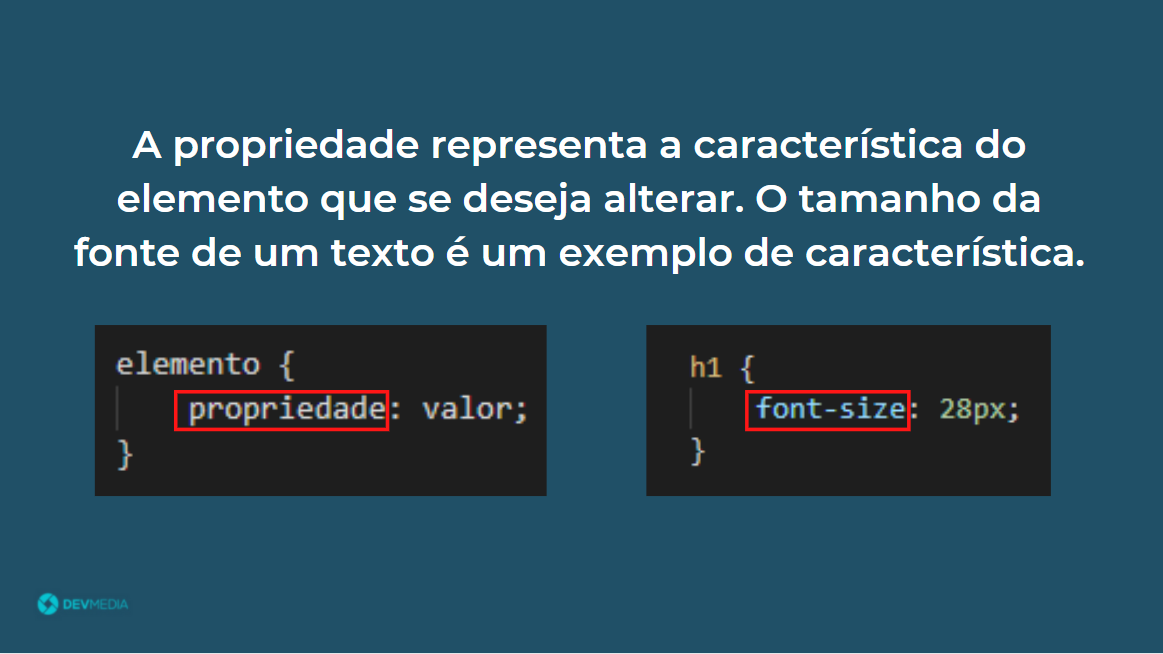 A propriedade representa a característica do
elemento que se deseja alterar. O tamanho da
fonte de um texto é um exemplo de característica.
elemento {
propriedade: valor;
}
h1 {
font-size: 28px;
}
DEVMEDIA